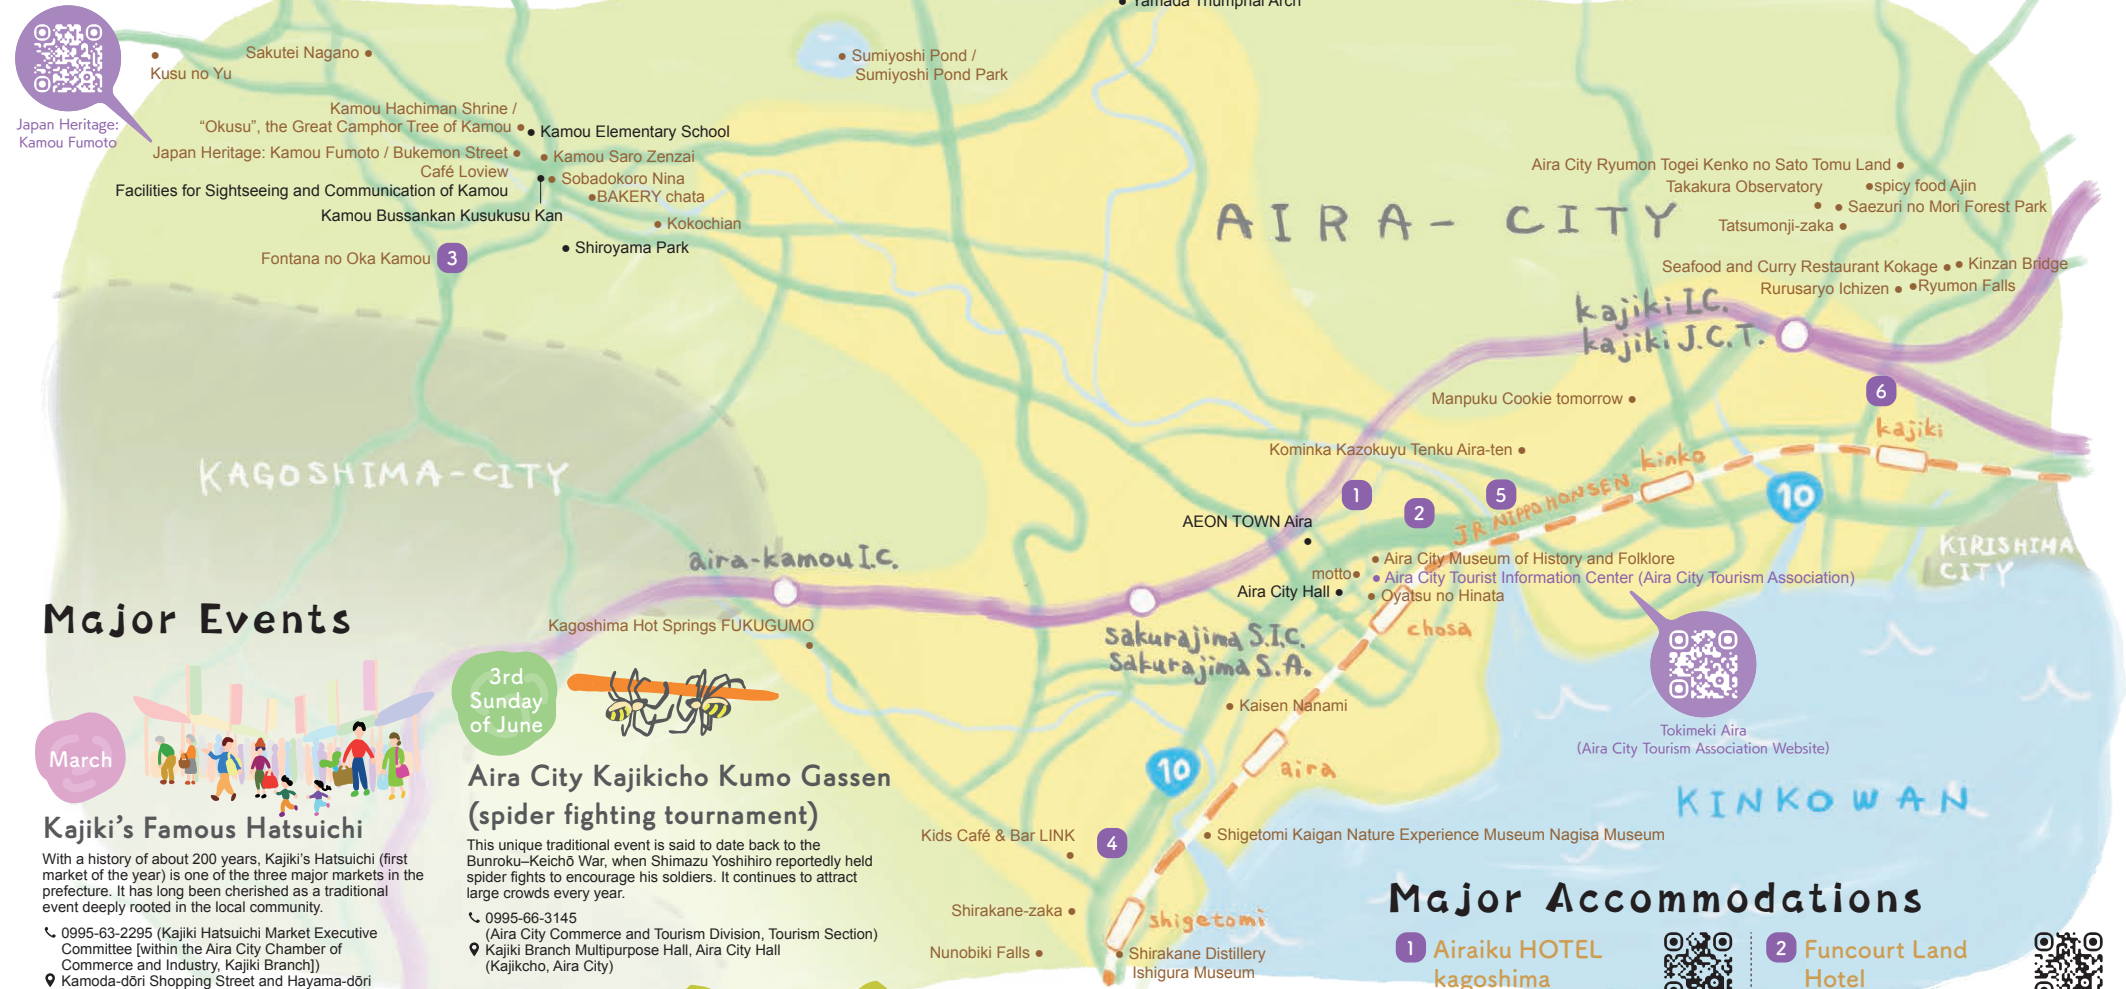 Yamada Triumphal Arch
Sakutei Nagano
Kusu no Yu
Sumiyoshi Pond /
Sumiyoshi Pond Park
Japan Heritage:
Kamou Fumoto
Kamou Hachiman Shrine /
“Okusu”, the Great Camphor Tree of Kamou
Kamou Elementary School
Japan Heritage: Kamou Fumoto / Bukemon Street
Kamou Saro Zenzai
Café Loview
Sobadokoro Nina
Facilities for Sightseeing and Communication of Kamou
BAKERY chata
Kamou Bussankan Kusukusu Kan
Kokochian
Shiroyama Park
Fontana no Oka Kamou
3
AIRA-CITY
Aira City Ryumon Togei Kenko no Sato Tomu Land
Takakura Observatory
spicy food Ajin
Saezuri no Mori Forest Park
Tatsumonji-zaka
Seafood and Curry Restaurant Kokage
Kinzan Bridge
Rurusaryo Ichizen
Ryumon Falls
kajiki I.C.
kajiki J.C.T.
6
Manpuku Cookie tomorrow
kajiki
Kominka Kazokuyu Tenku Aira-ten
kinko
KAGOSHIMA-CITY
1
2
5
JR NIPPO HONSEN
10
AEON TOWN Aira
KIRISHIMA
CITY
aira-kamou I.C.
Aira City Museum of History and Folklore
motto
Aira City Tourist Information Center (Aira City Tourism Association)
Aira City Hall
Oyatsu no Hinata
chosa
Kagoshima Hot Springs FUKUGUMO
sakurajima S.I.C.
Sakurajima S.A.
Kaisen Nanami
Tokimeki Aira
(Aira City Tourism Association Website)
10
aira
KINKOWAN
Kids Café & Bar LINK
4
Shigetomi Kaigan Nature Experience Museum Nagisa Museum
Shirakane-zaka
shigetomi
Nunobiki Falls
Shirakane Distillery
Ishigura Museum
Major Events
March
Kajiki’s Famous Hatsuichi
With a history of about 200 years, Kajiki’s Hatsuichi (first
market of the year) is one of the three major markets in the
prefecture. It has long been cherished as a traditional
event deeply rooted in the local community.
0995-63-2295 (Kajiki Hatsuichi Market Executive
Committee [within the Aira City Chamber of
Commerce and Industry, Kajiki Branch])
Kamoda-dōri Shopping Street and Hayama-dōri
3rd
Sunday
of June
Aira City Kajikicho Kumo Gassen
(spider fighting tournament)
This unique traditional event is said to date back to the
Bunroku–Keichō War, when Shimazu Yoshihiro reportedly held
spider fights to encourage his soldiers. It continues to attract
large crowds every year.
0995-66-3145
(Aira City Commerce and Tourism Division, Tourism Section)
Kajiki Branch Multipurpose Hall, Aira City Hall
(Kajikcho, Aira City)
Major Accommodations
1 Airaiku HOTEL
kagoshima
2 Funcourt Land
Hotel